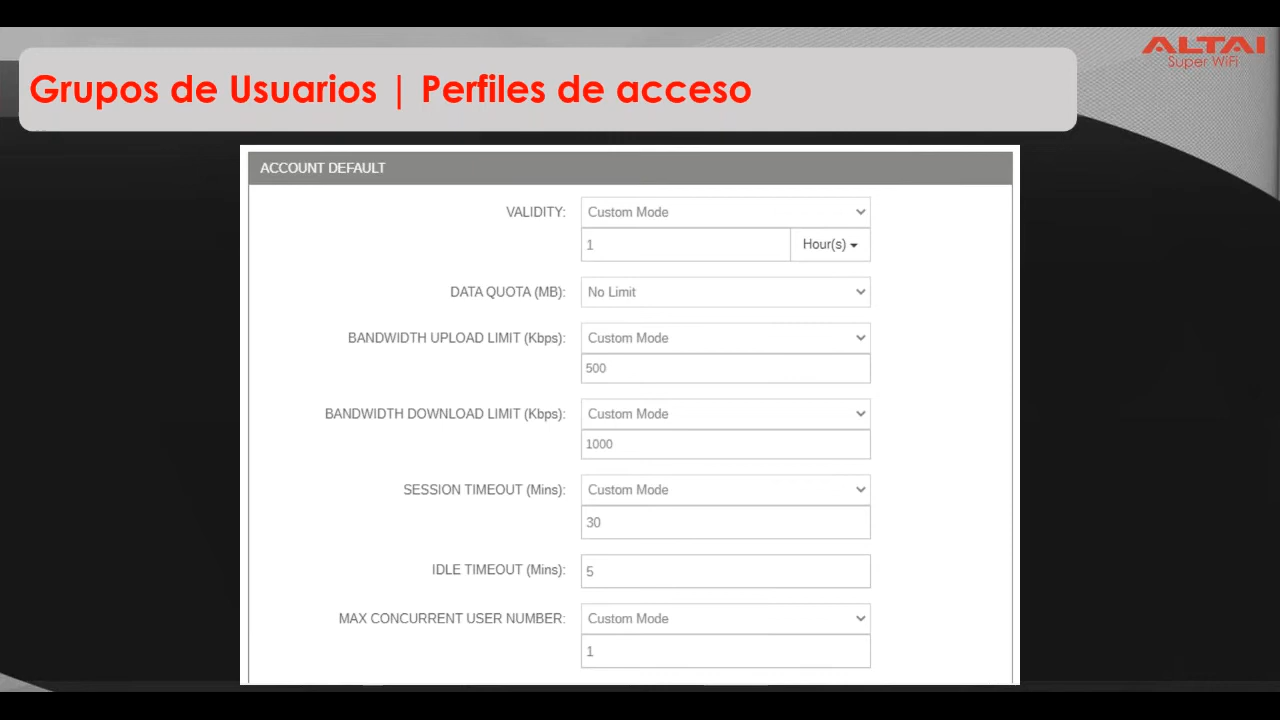 ALTAI
Super WiFi
Grupos de Usuarios | Perfiles de acceso
ACCOUNT DEFAULT
VALIDITY: Custom Mode
1 Hour(s)
DATA QUOTA (MB): No Limit
BANDWIDTH UPLOAD LIMIT (Kbps): Custom Mode
500
BANDWIDTH DOWNLOAD LIMIT (Kbps): Custom Mode
1000
SESSION TIMEOUT (Mins): Custom Mode
30
IDLE TIMEOUT (Mins): 5
MAX CONCURRENT USER NUMBER: Custom Mode
1